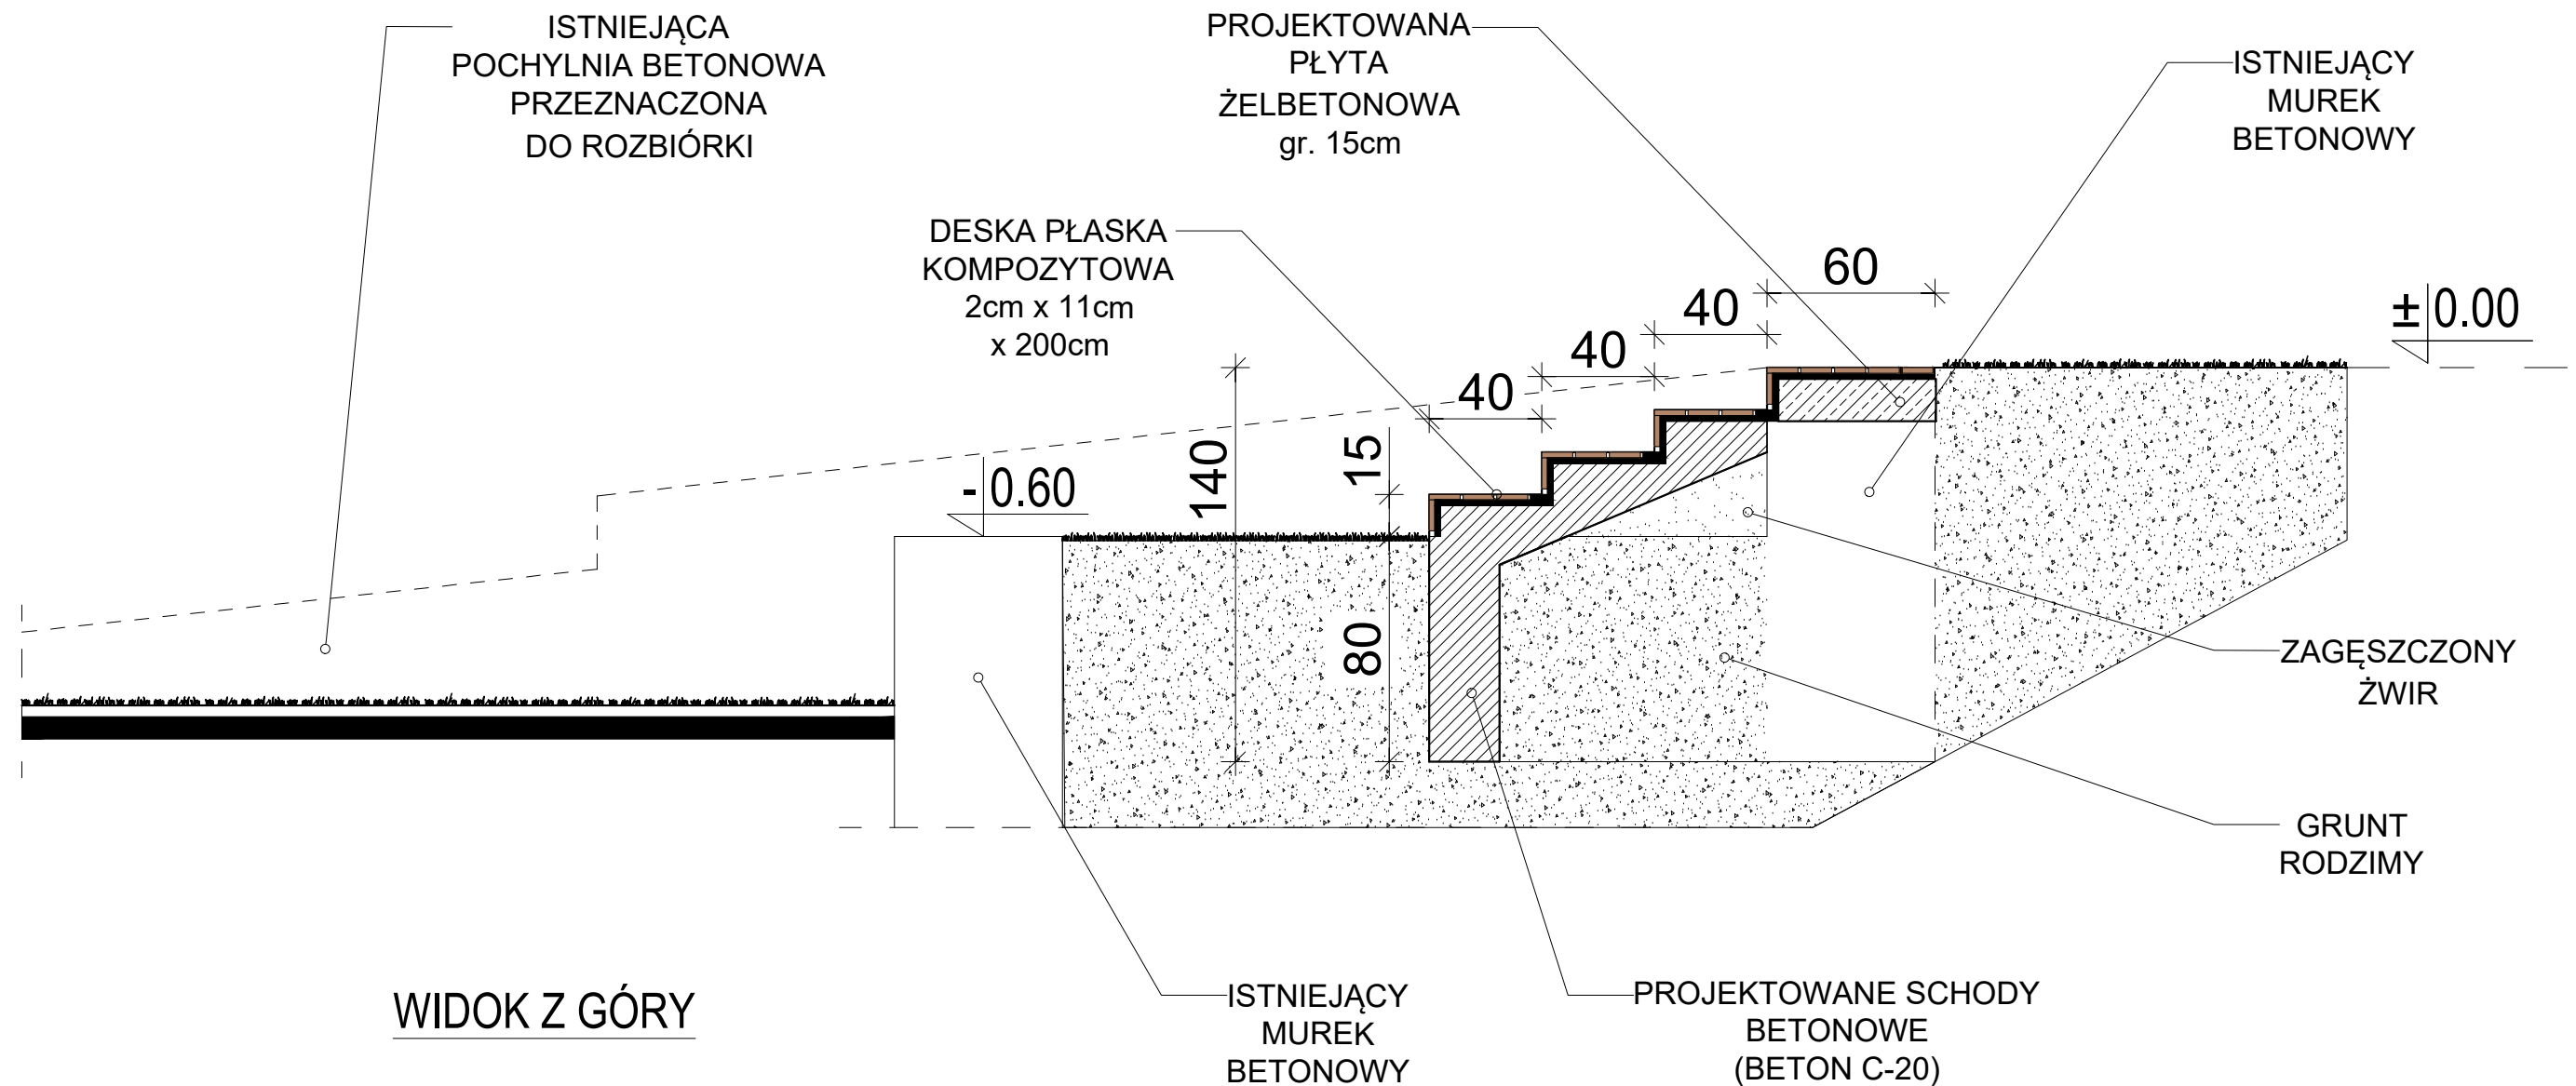 ISTNIEJĄCA
POCHYLNIA BETONOWA
PRZEZNACZONA
DO ROZBIÓRKI
PROJEKTOWANA
PŁYTA
ŻELBETONOWA
gr. 15cm
ISTNIEJĄCY
MUREK
BETONOWY
DESKA PŁASKA
KOMPOZYTOWA
2cm x 11cm
x 200cm
60
40
40
40
± 0.00
15
140
- 0.60
80
ZAGĘSZCZONY
ŻWIR
GRUNT
RODZIMY
WIDOK Z GÓRY
ISTNIEJĄCY
MUREK
BETONOWY
PROJEKTOWANE SCHODY
BETONOWE
(BETON C-20)